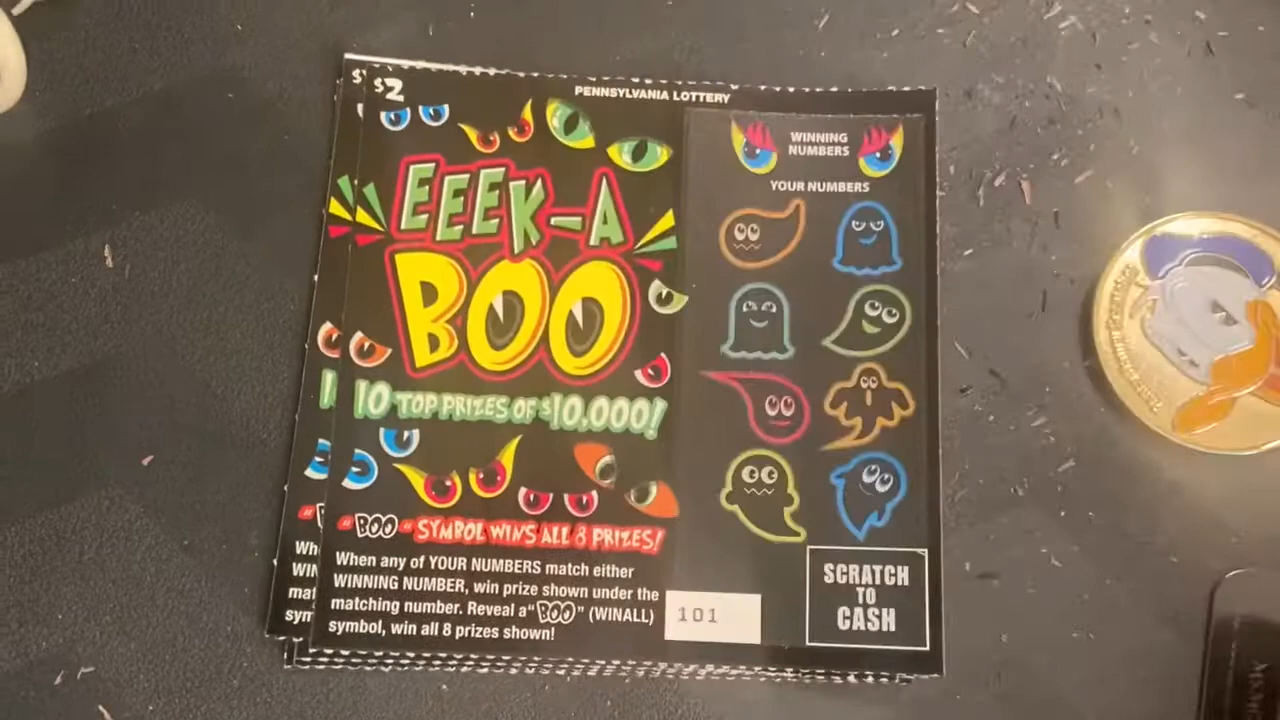 $2
PENNSYLVANIA LOTTERY
WINNING
NUMBERS
YOUR NUMBERS
EEEK-A
BOO
10 TOP PRIZES OF $10,000!
"BOO" SYMBOL WINS ALL 8 PRIZES!
When any of YOUR NUMBERS match either
WINNING NUMBER, win prize shown under the
matching number. Reveal a "BOO" (WINALL)
symbol, win all 8 prizes shown!
101
SCRATCH
TO
CASH